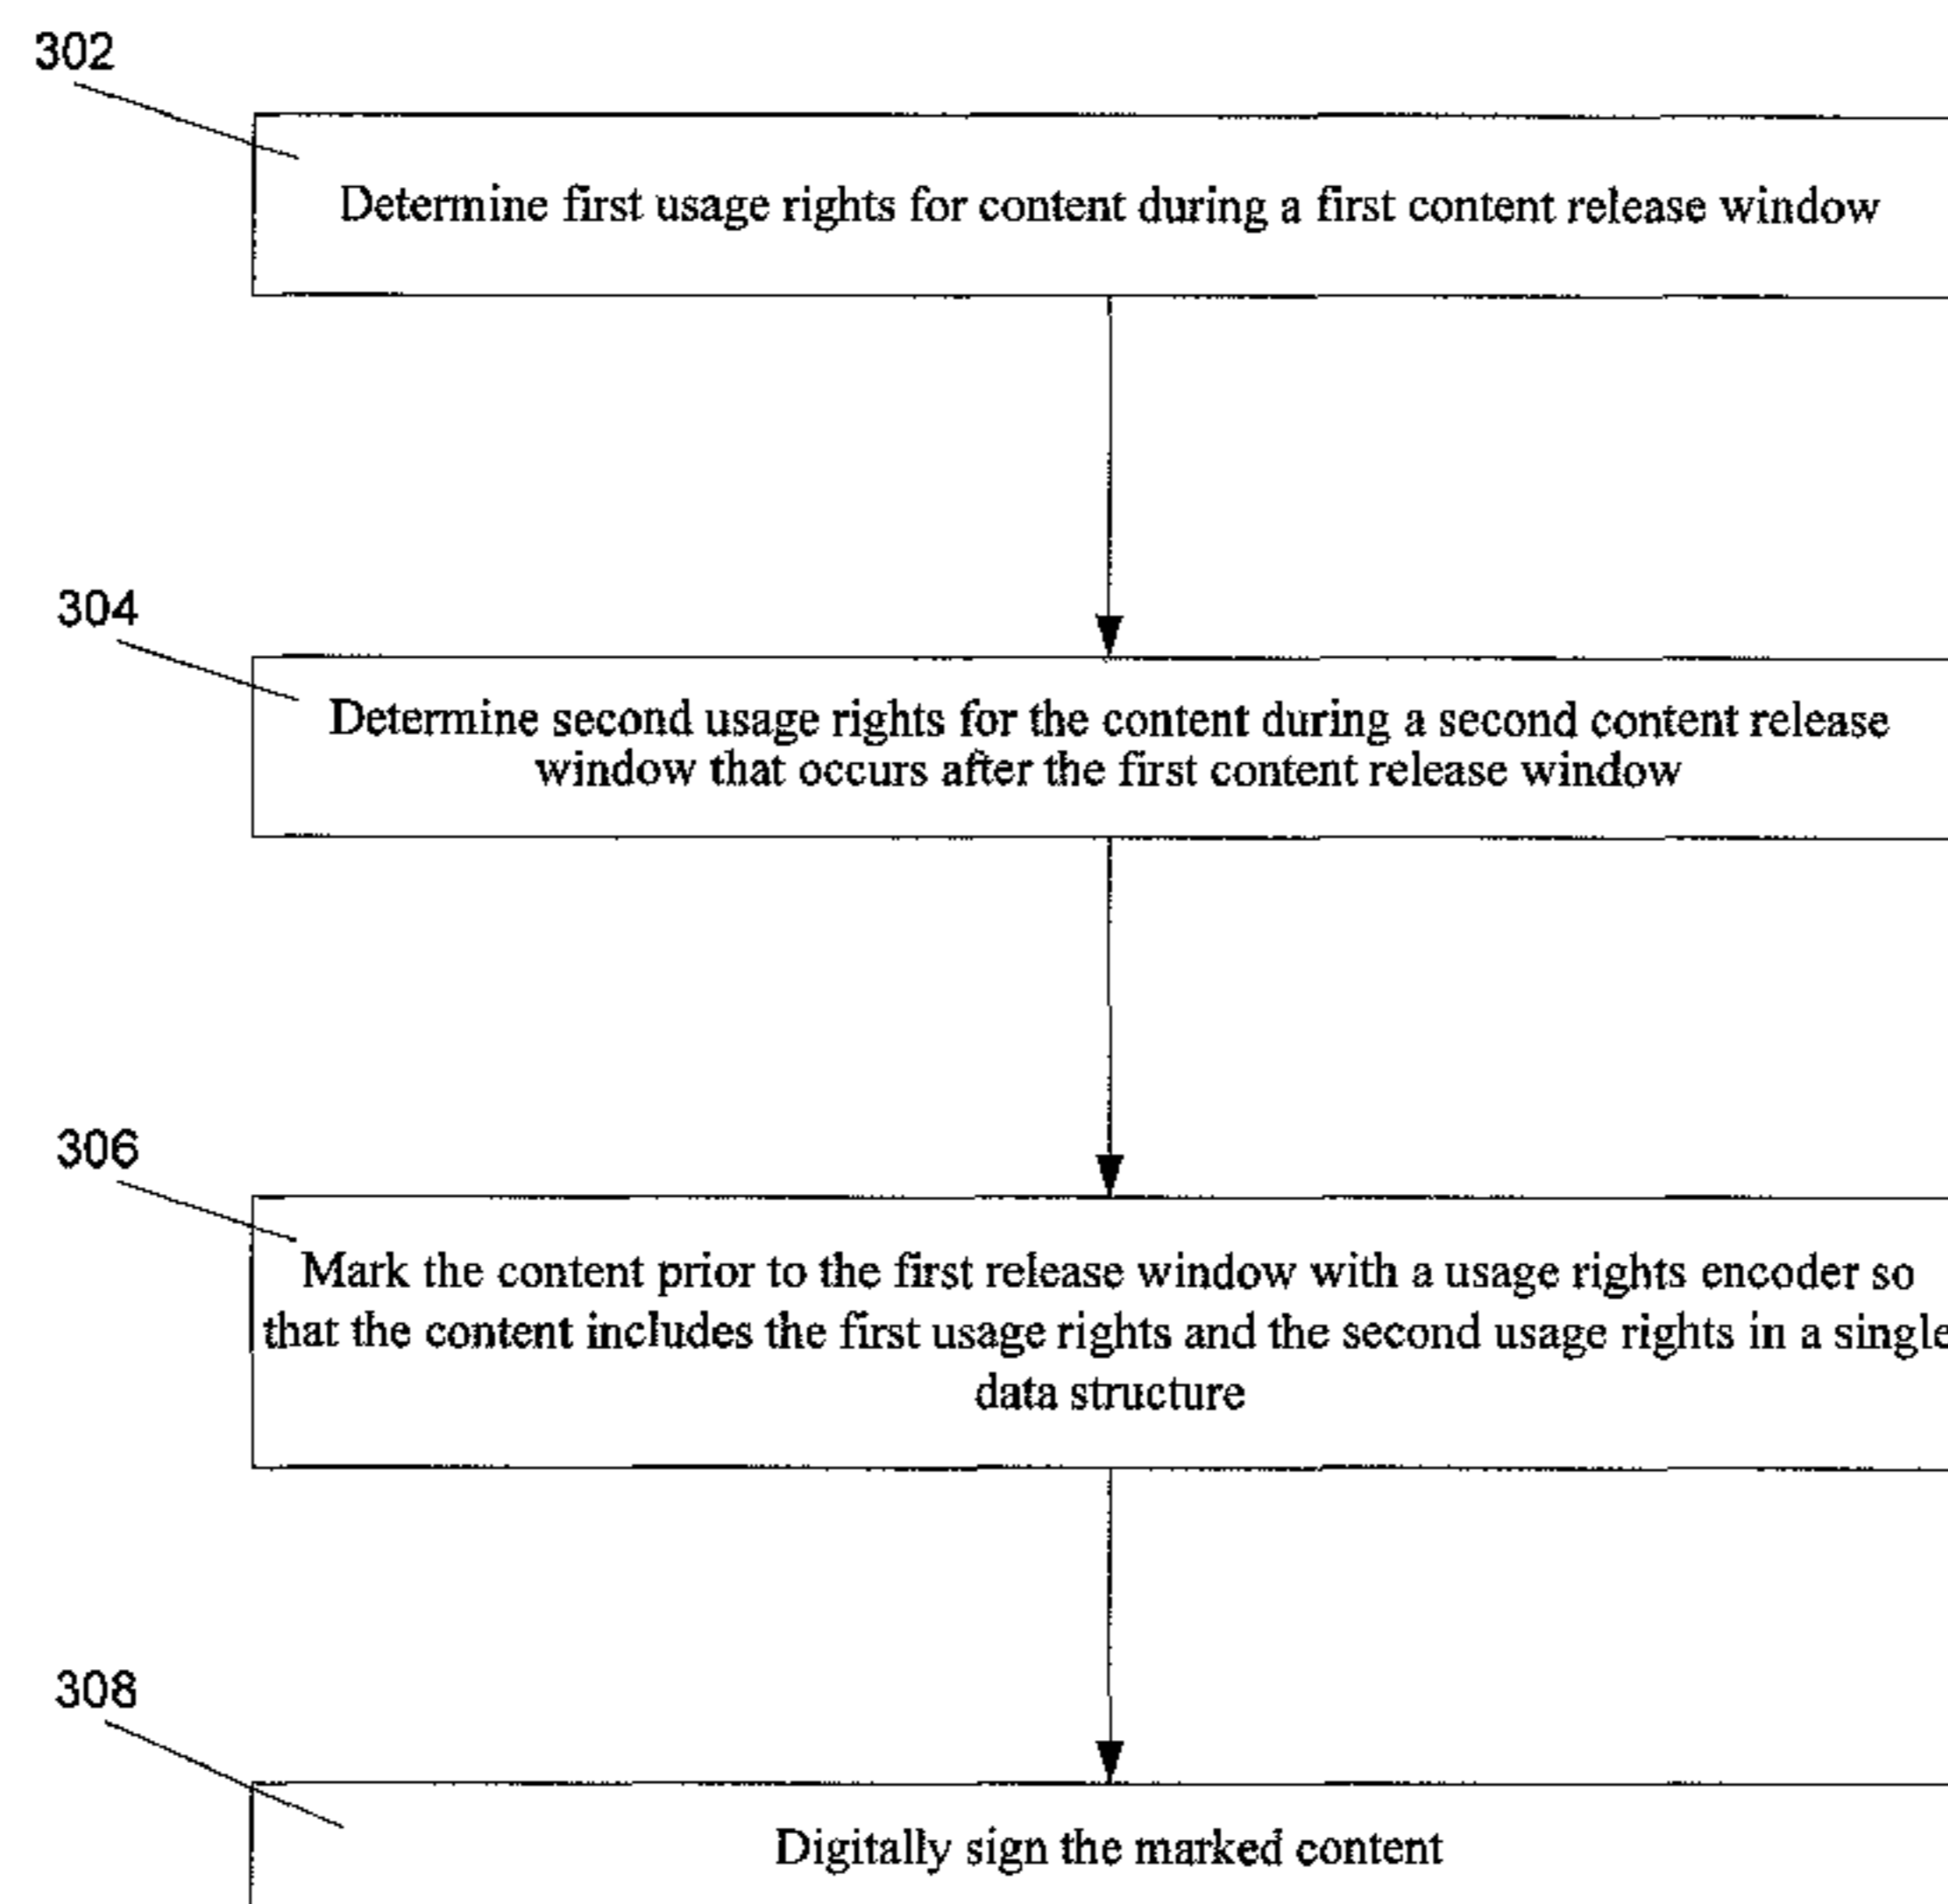 302
Determine first usage rights for content during a first content release window
304
Determine second usage rights for the content during a second content release
window that occurs after the first content release window
306
Mark the content prior to the first release window with a usage rights encoder so
that the content includes the first usage rights and the second usage rights in a single
data structure
308
Digitally sign the marked content